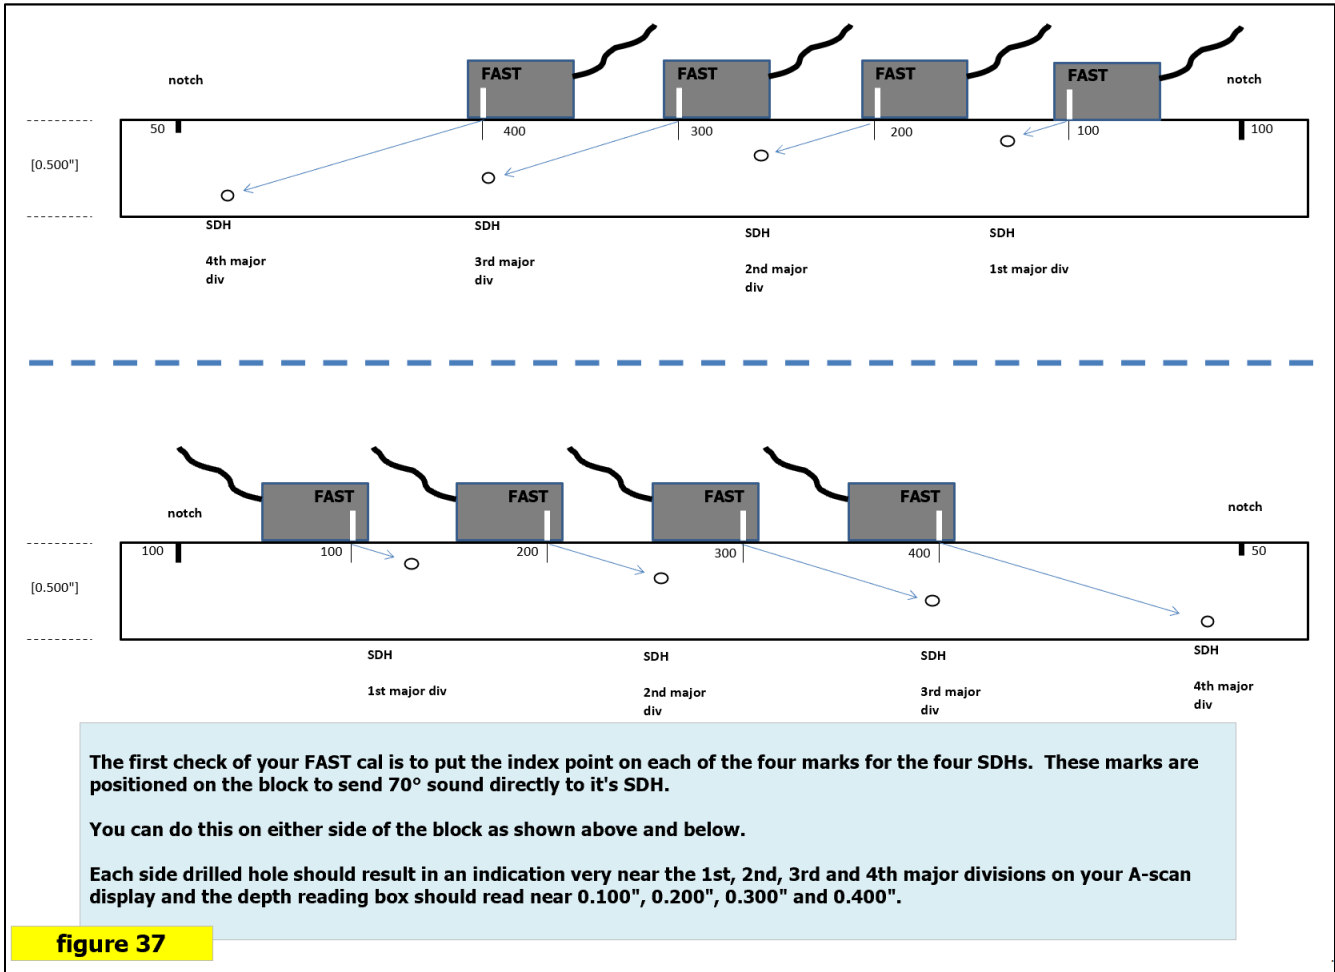 FAST FAST FAST FAST
notch notch
50 400 300 200 100 100
[0.500"]
SDH SDH SDH SDH
4th major 3rd major 2nd major 1st major div
div div div
FAST FAST FAST FAST
notch notch
100 100 200 300 400 50
[0.500"]
SDH SDH SDH SDH
1st major div 2nd major 3rd major 4th major
div div div
The first check of your FAST cal is to put the index point on each of the four marks for the four SDHs. These marks are
positioned on the block to send 70° sound directly to it's SDH.
You can do this on either side of the block as shown above and below.
Each side drilled hole should result in an indication very near the 1st, 2nd, 3rd and 4th major divisions on your A-scan
display and the depth reading box should read near 0.100", 0.200", 0.300" and 0.400".
figure 37